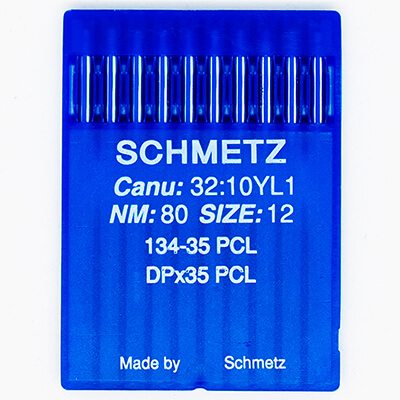 SCHMETZ
Canu: 32:10YL1
NM: 80 SIZE: 12
134-35 PCL
DPx35 PCL
Made by Schmetz